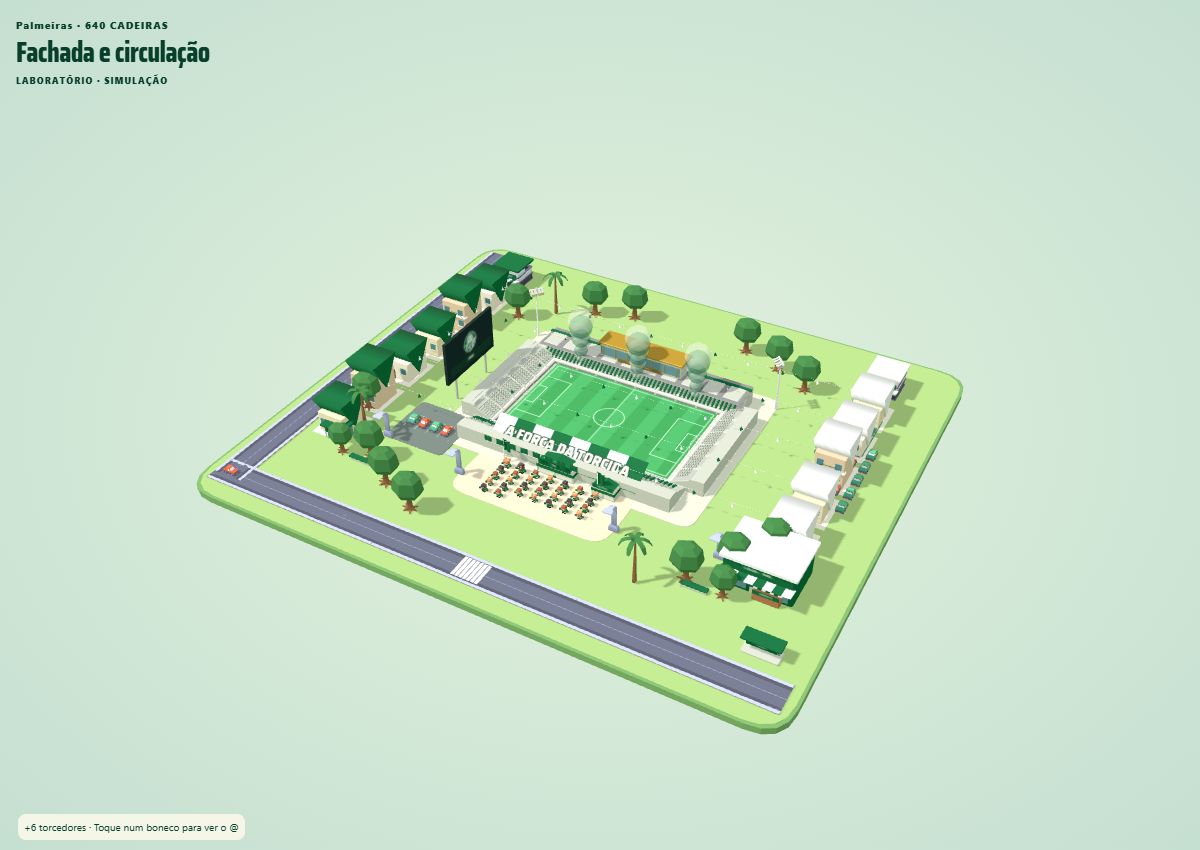 Palmeiras · 640 CADEIRAS
Fachada e circulação
LABORATÓRIO · SIMULAÇÃO
A FORÇA DA TORCIDA
+6 torcedores · Toque num boneco para ver o @